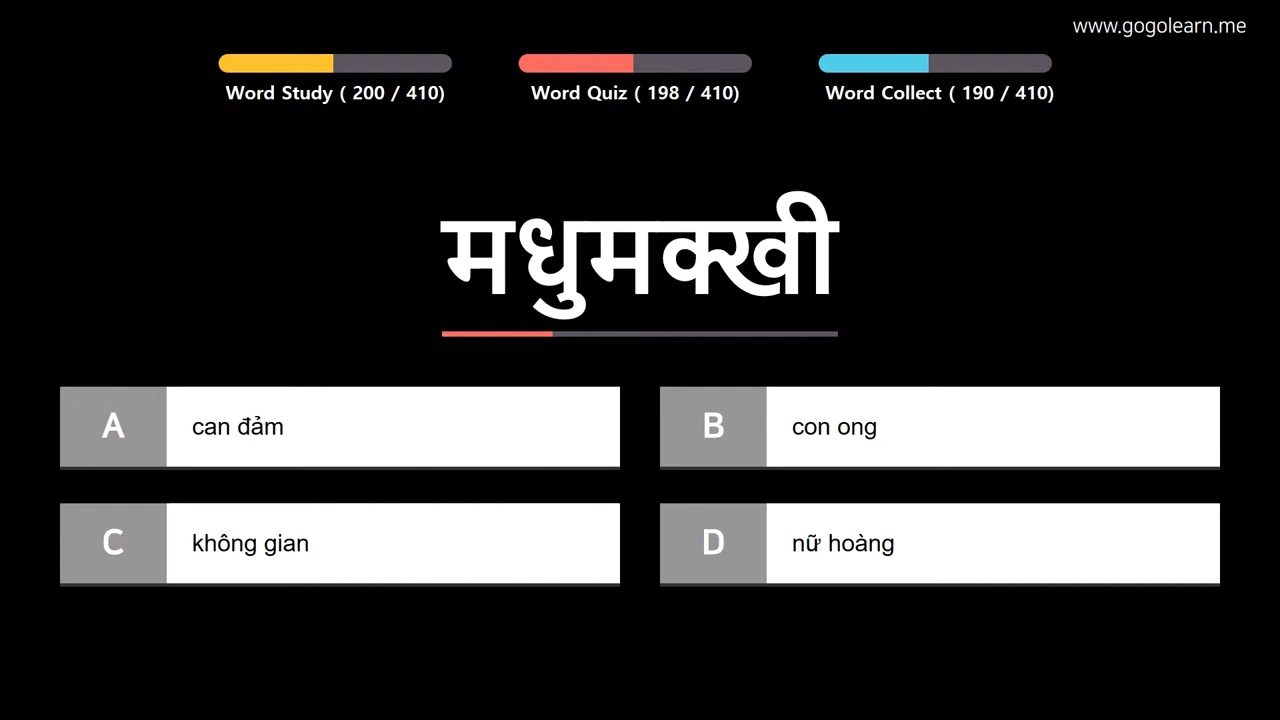 www.gogolearn.me
Word Study ( 200 / 410)
Word Quiz ( 198 / 410)
Word Collect ( 190 / 410)
मधुमक्खी
A can đảm
B con ong
C không gian
D nữ hoàng